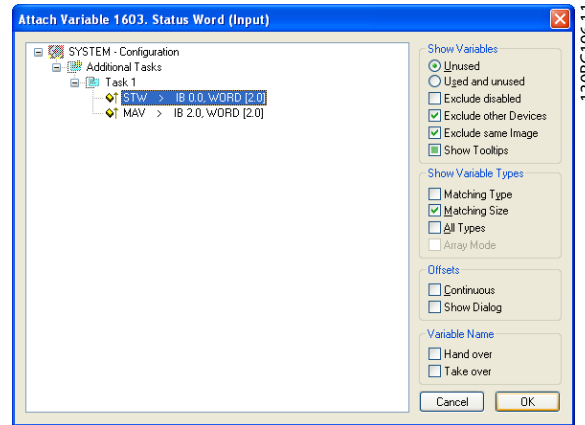 Attach Variable 1603. Status Word (Input)
SYSTEM - Configuration
Additional Tasks
Task 1
STW > IB 0.0, WORD [2.0]
MAV > IB 2.0, WORD [2.0]
Show Variables
Unused
Used and unused
Exclude disabled
Exclude other Devices
Exclude same Image
Show Tooltips
Show Variable Types
Matching Type
Matching Size
All Types
Array Mode
Offsets
Continuous
Show Dialog
Variable Name
Hand over
Take over
Cancel
OK